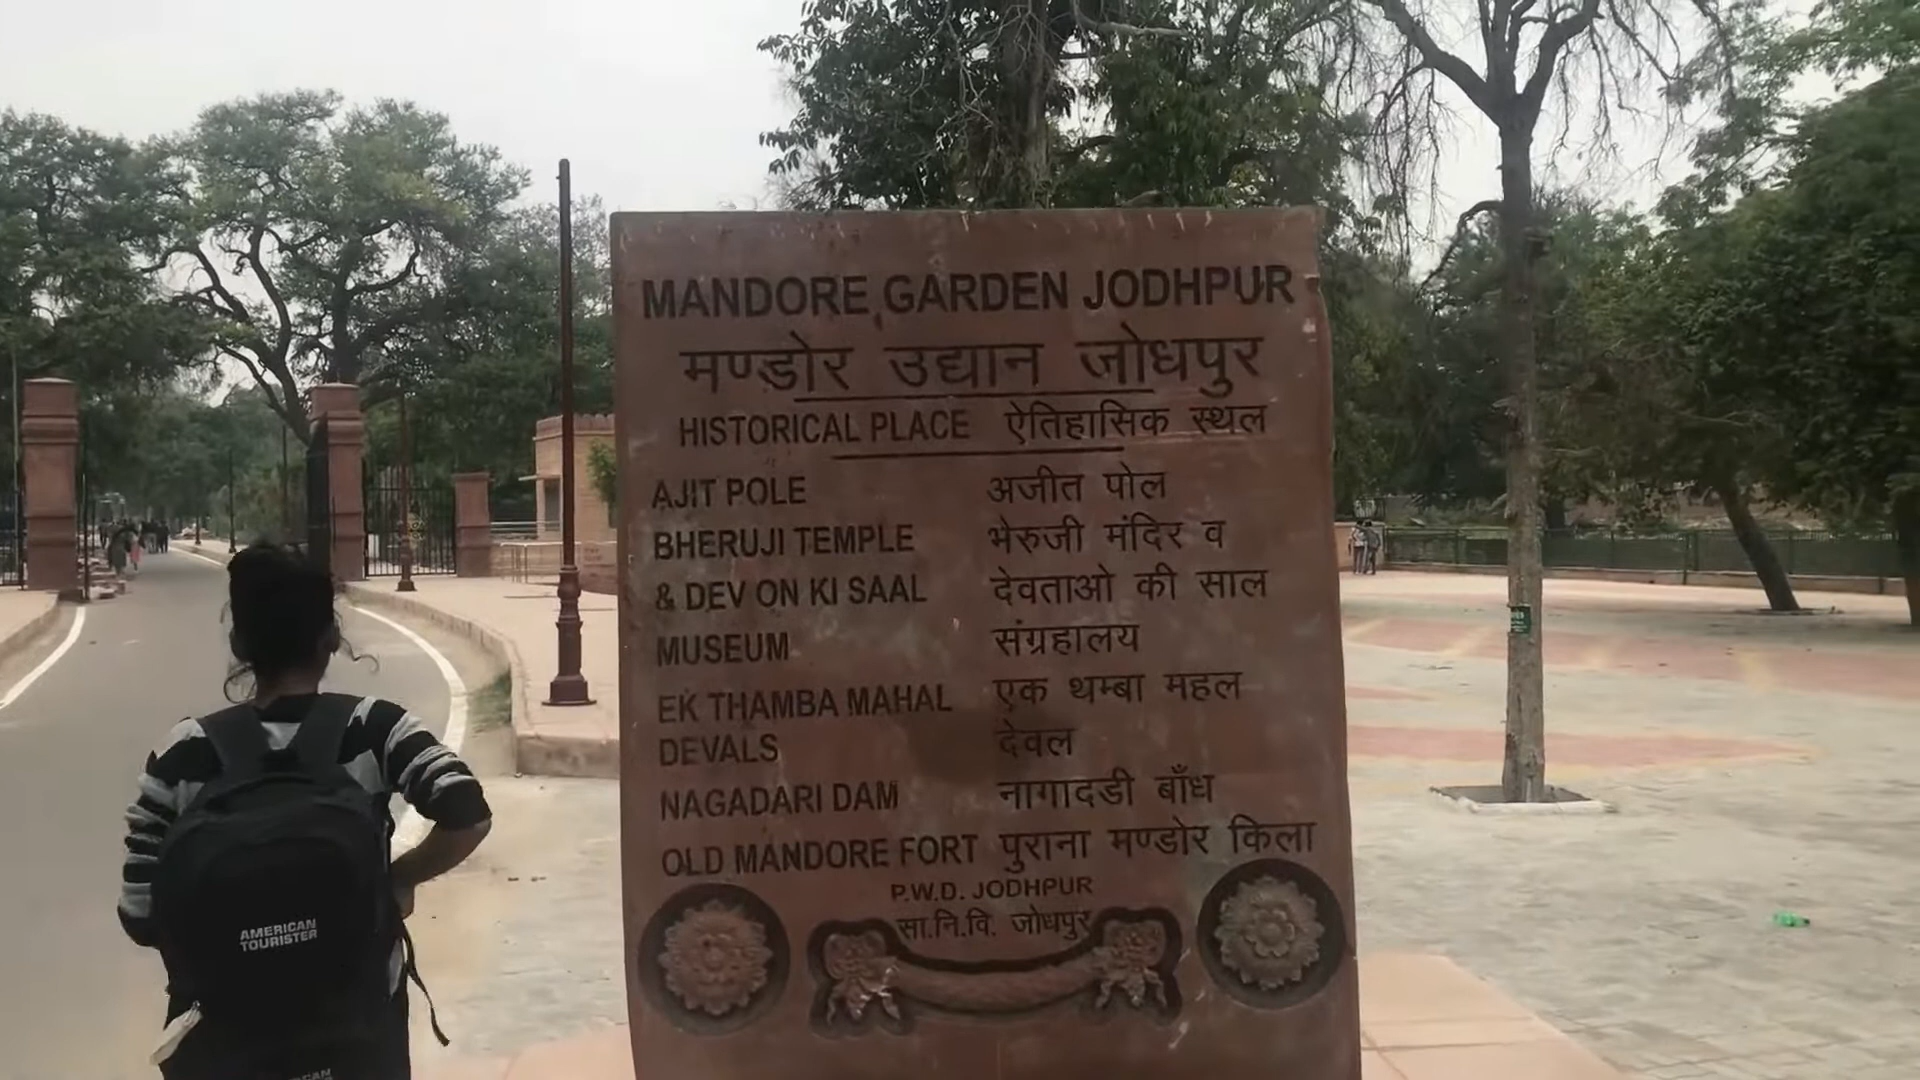 MANDORE GARDEN JODHPUR
मण्डोर उद्यान जोधपुर
HISTORICAL PLACE ऐतिहासिक स्थल
AJIT POLE अजीत पोल
BHERUJI TEMPLE भेरुजी मंदिर व
& DEV ON KI SAAL देवताओ की साल
MUSEUM संग्रहालय
EK THAMBA MAHAL एक थम्बा महल
DEVALS देवल
NAGADARI DAM नागादडी बाँध
OLD MANDORE FORT पुराना मण्डोर किला
P.W.D. JODHPUR
सा.नि.वि. जोधपुर
AMERICAN
TOURISTER